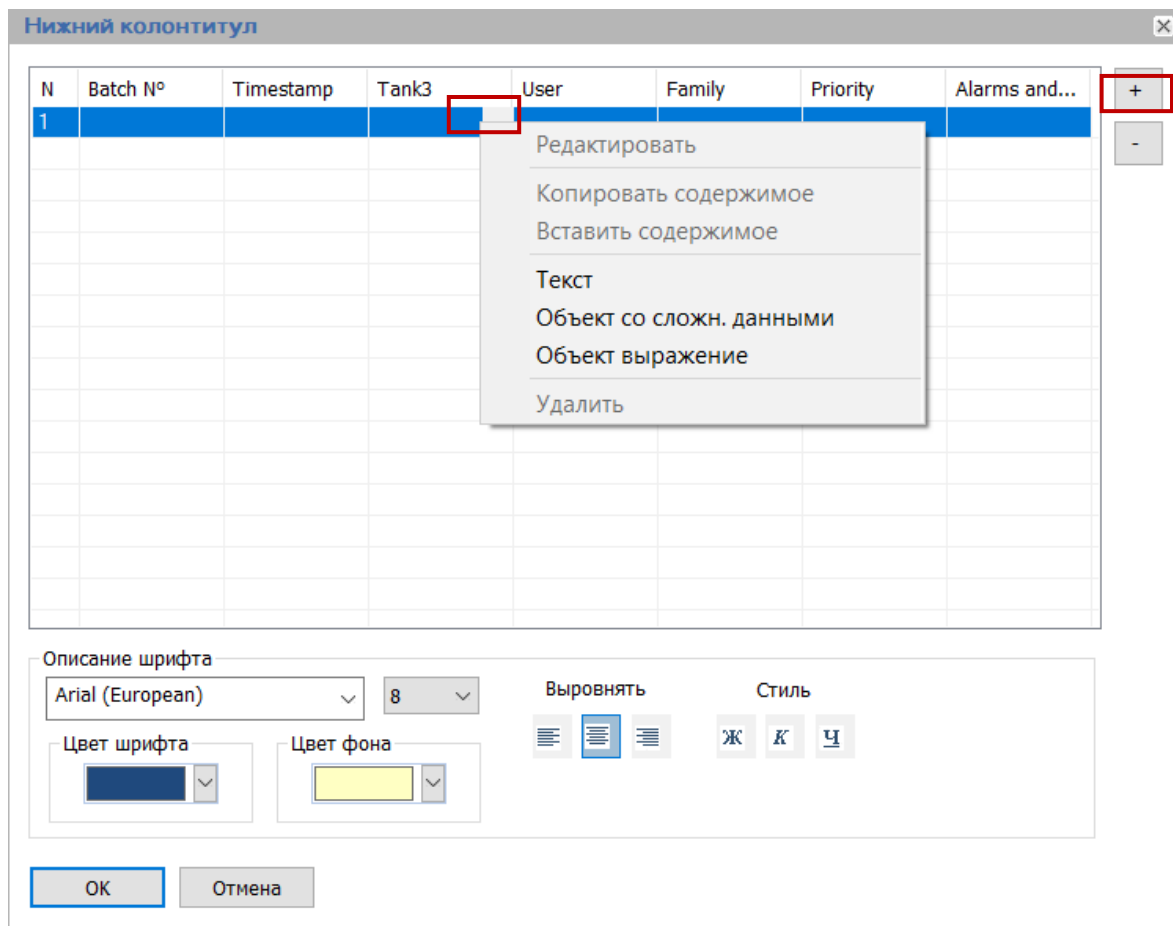 Нижний колонтитул
N Batch Nº Timestamp Tank3 User Family Priority Alarms and... +
1
-
Редактировать
Копировать содержимое
Вставить содержимое
Текст
Объект со сложн. данными
Объект выражение
Удалить
Описание шрифта
Arial (European) 8
Выровнять Стиль
Ж К Ч
Цвет шрифта Цвет фона
OK Отмена